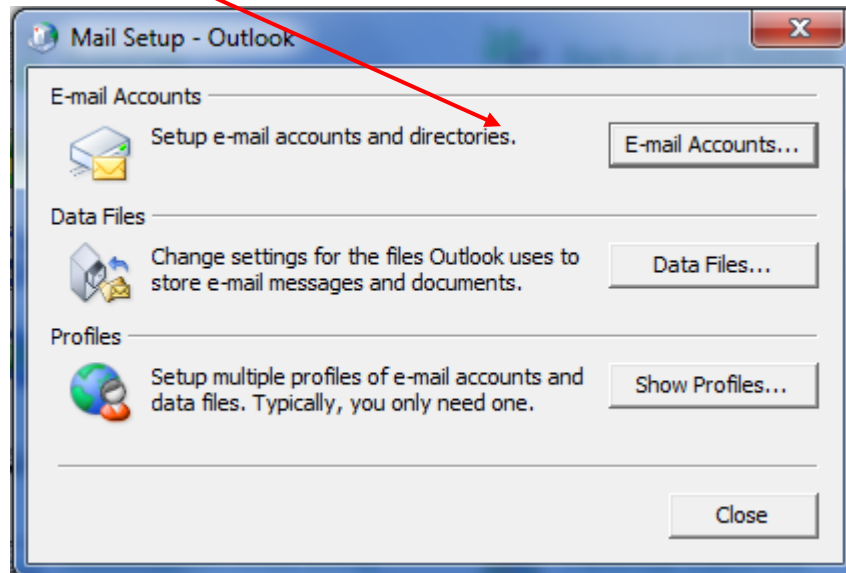 Mail Setup - Outlook
E-mail Accounts
Setup e-mail accounts and directories.
E-mail Accounts...
Data Files
Change settings for the files Outlook uses to
store e-mail messages and documents.
Data Files...
Profiles
Setup multiple profiles of e-mail accounts and
data files. Typically, you only need one.
Show Profiles...
Close